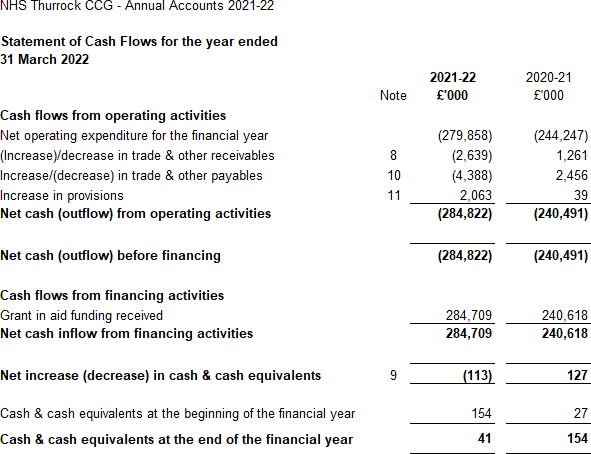 NHS Thurrock CCG - Annual Accounts 2021-22
Statement of Cash Flows for the year ended
31 March 2022
2021-22 2020-21
Note £'000 £'000
Cash flows from operating activities
Net operating expenditure for the financial year (279,858) (244,247)
(Increase)/decrease in trade & other receivables 8 (2,639) 1,261
Increase/(decrease) in trade & other payables 10 (4,388) 2,456
Increase in provisions 11 2,063 39
Net cash (outflow) from operating activities (284,822) (240,491)
Net cash (outflow) before financing (284,822) (240,491)
Cash flows from financing activities
Grant in aid funding received 284,709 240,618
Net cash inflow from financing activities 284,709 240,618
Net increase (decrease) in cash & cash equivalents 9 (113) 127
Cash & cash equivalents at the beginning of the financial year 154 27
Cash & cash equivalents at the end of the financial year 41 154